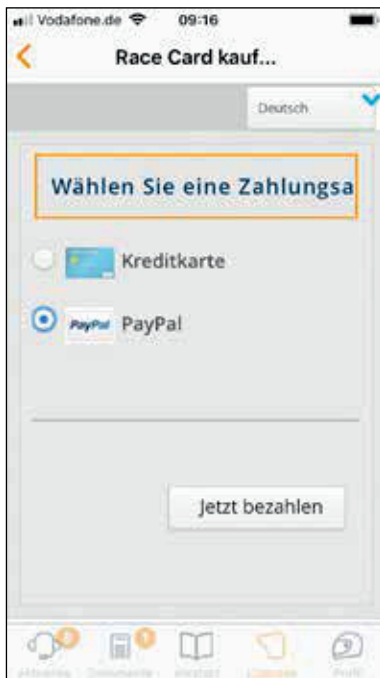 Vodafone.de 09:16
Race Card kauf...
Deutsch
Wählen Sie eine Zahlungsa
Kreditkarte
PayPal PayPal
Jetzt bezahlen